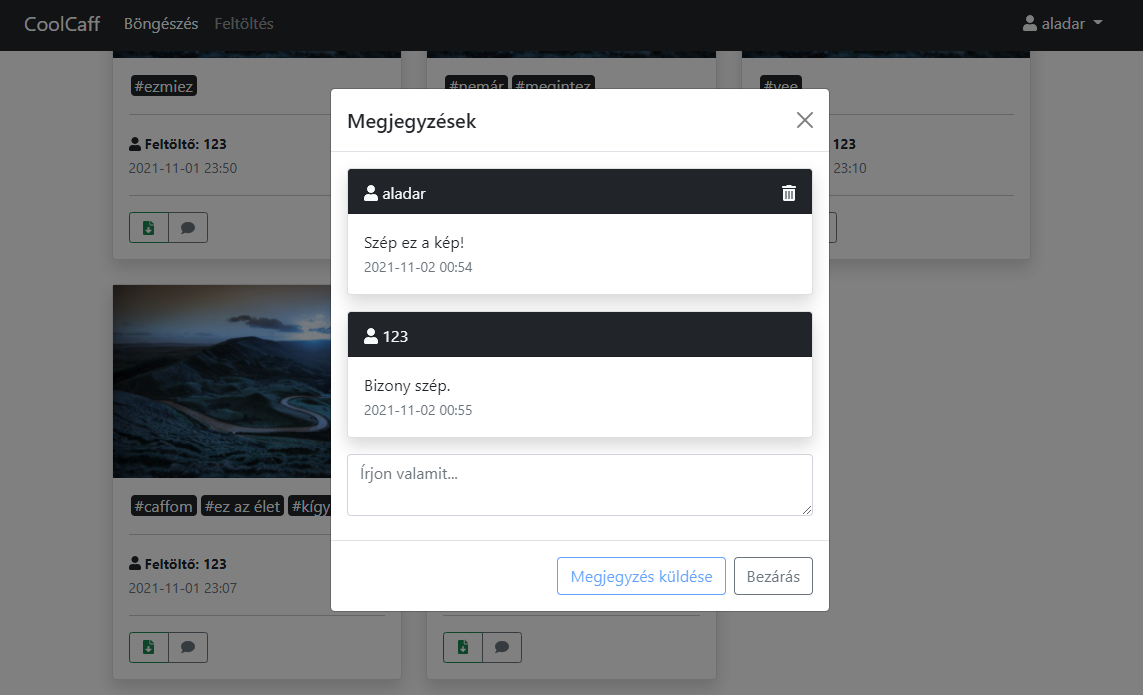 CoolCaff Böngészés Feltöltés aladar
#ezmiez #nemár #megintez #vee
Feltöltő: 123
2021-11-01 23:50
123
23:10
Megjegyzések
aladar
Szép ez a kép!
2021-11-02 00:54
123
Bizony szép.
2021-11-02 00:55
Írjon valamit...
Megjegyzés küldése Bezárás
#caffom #ez az élet #kígy
Feltöltő: 123
2021-11-01 23:07